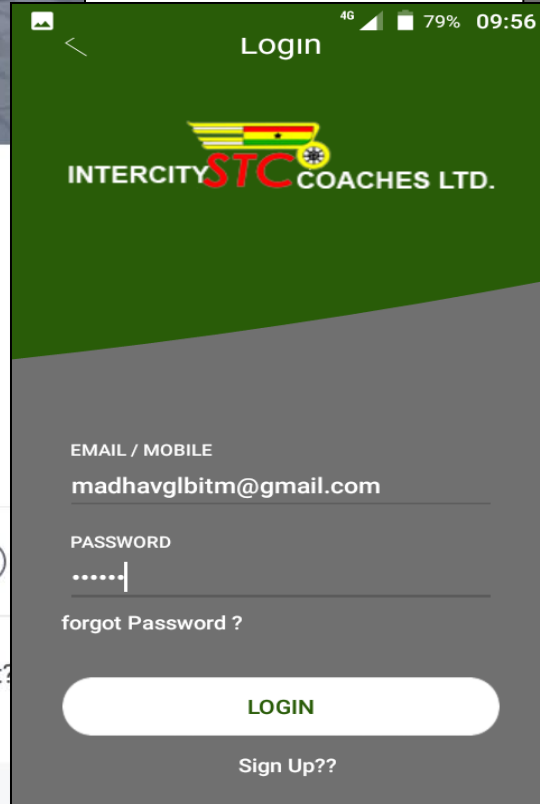 4G 79% 09:56
Login
INTERCITY STC COACHES LTD.
EMAIL / MOBILE
madhavglbitm@gmail.com
PASSWORD
••••••
forgot Password ?
LOGIN
Sign Up??